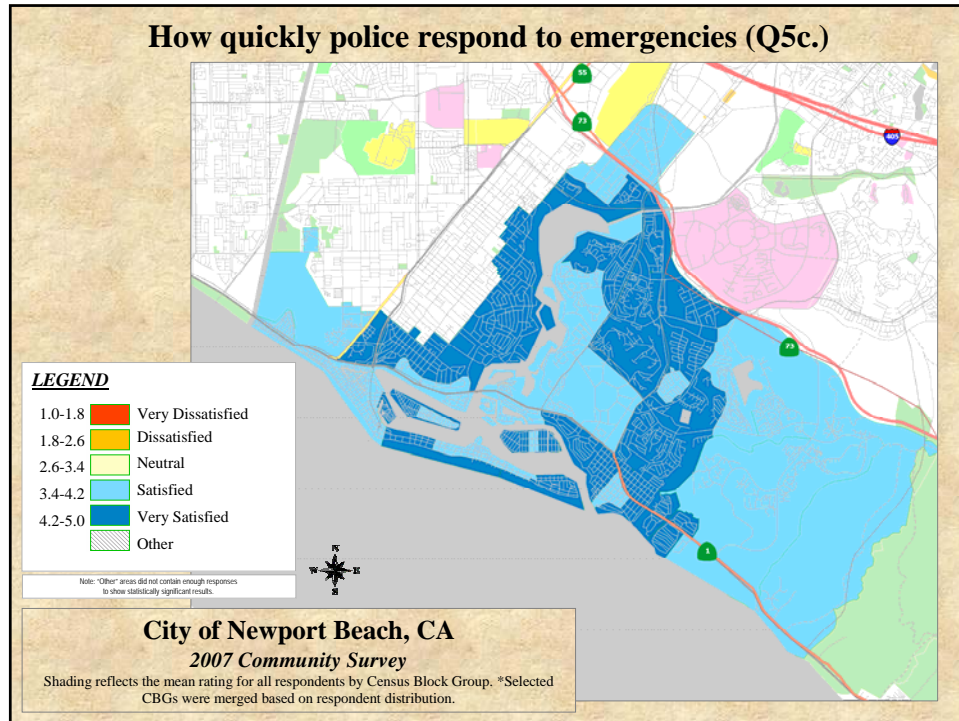 How quickly police respond to emergencies (Q5c.)
55
73
405
73
1
LEGEND
1.0-1.8 Very Dissatisfied
1.8-2.6 Dissatisfied
2.6-3.4 Neutral
3.4-4.2 Satisfied
4.2-5.0 Very Satisfied
Other
N
W E
S
Note: "Other" areas did not contain enough responses
to show statistically significant results.
City of Newport Beach, CA
2007 Community Survey
Shading reflects the mean rating for all respondents by Census Block Group. *Selected
CBGs were merged based on respondent distribution.